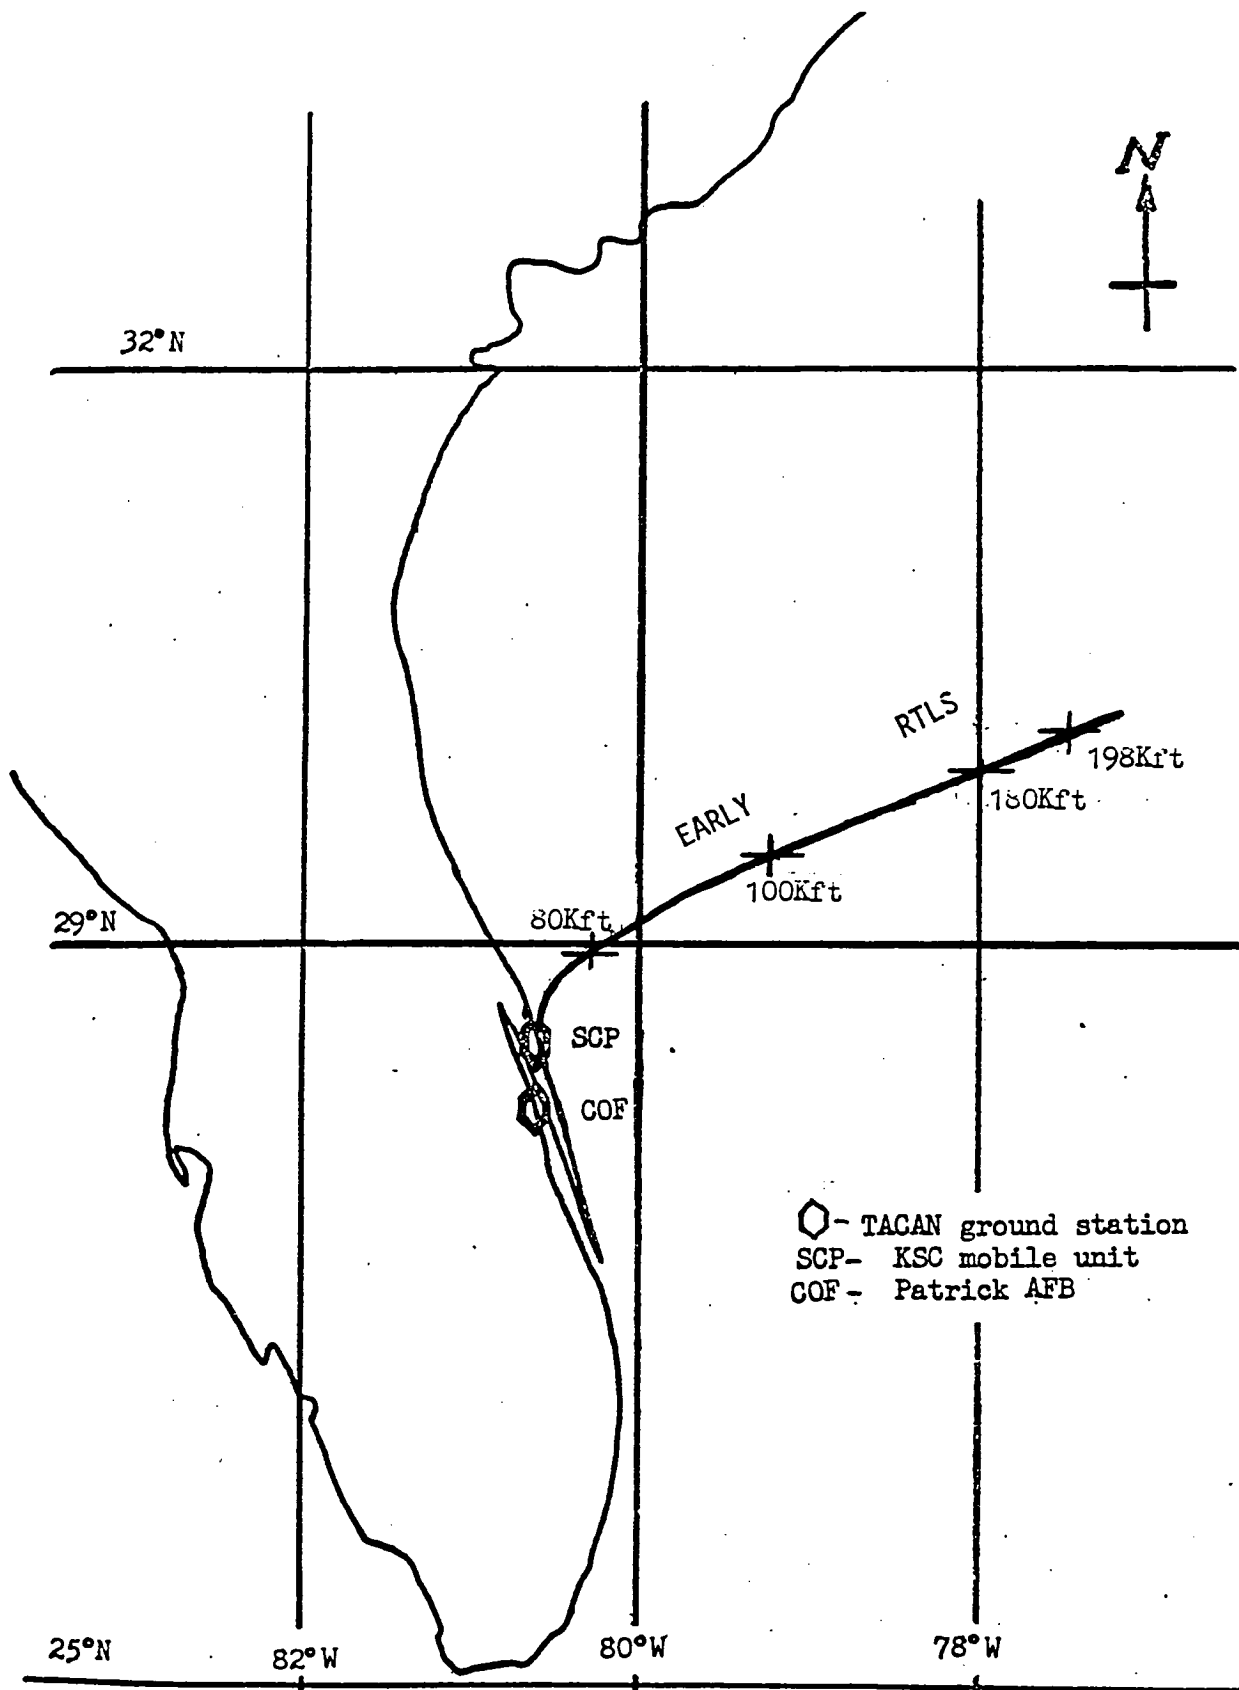 N
32°N
RTLS
198Kft
180Kft
EARLY
100Kft
80Kft
29°N
SCP
COF
- TACAN ground station
SCP- KSC mobile unit
COF- Patrick AFB
25°N
82°W
80°W
78°W